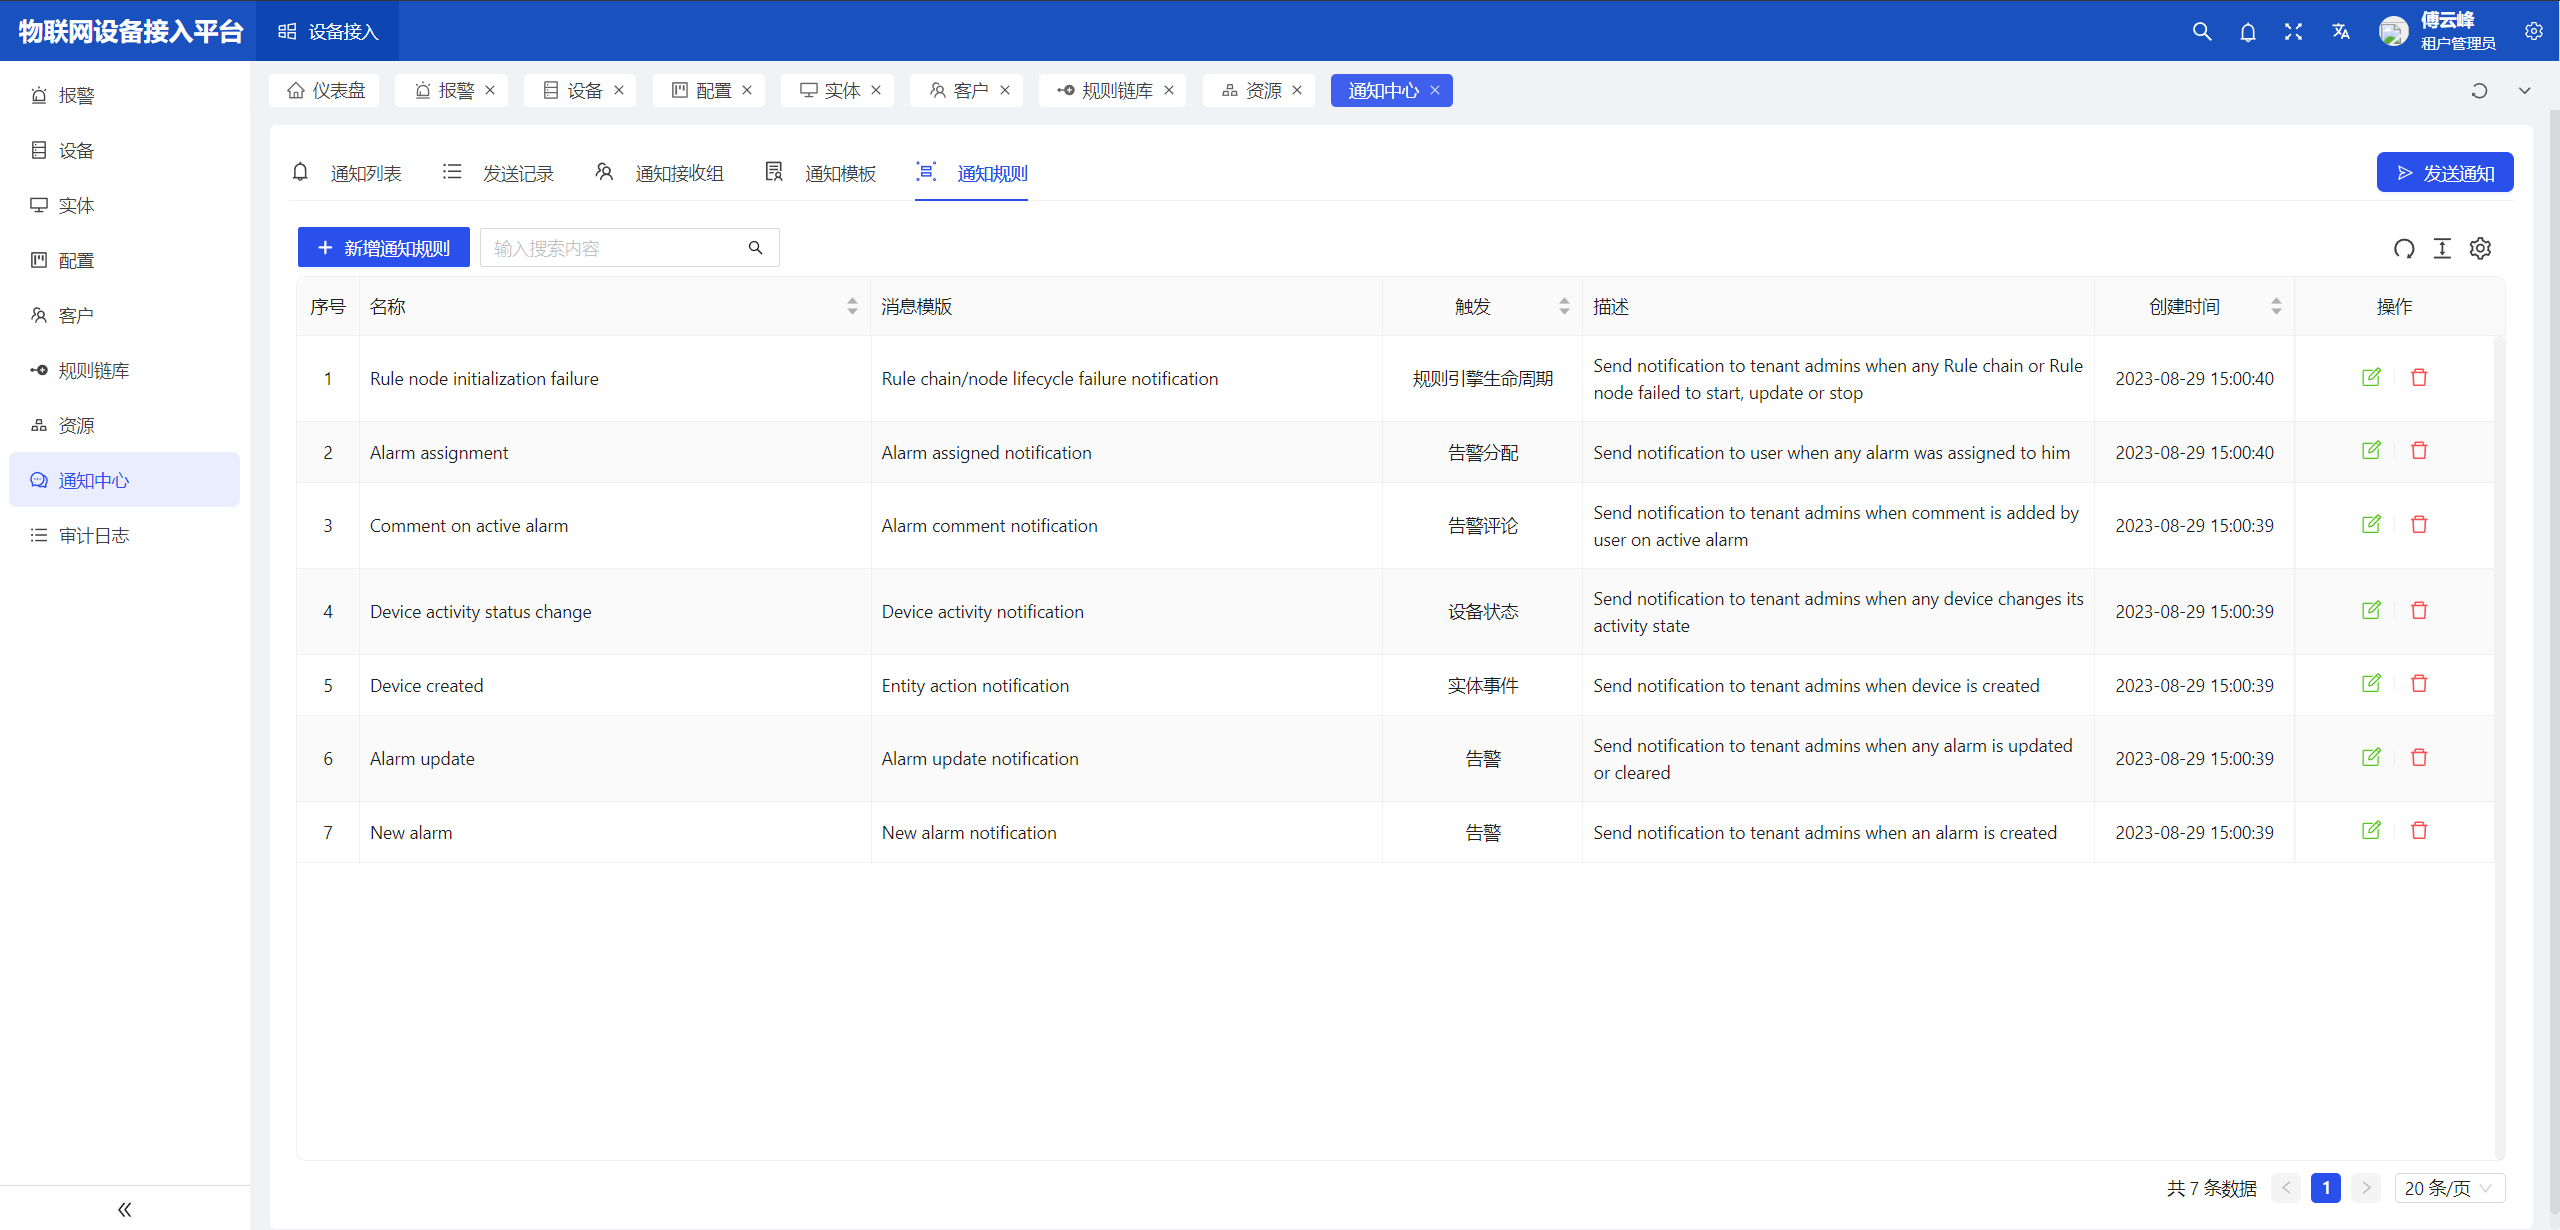 物联网设备接入平台
设备接入
傅云峰
租户管理员
报警
设备
实体
配置
客户
规则链库
资源
通知中心
审计日志
仪表盘
报警
设备
配置
实体
客户
规则链库
资源
通知中心
通知列表
发送记录
通知接收组
通知模板
通知规则
发送通知
新增通知规则
输入搜索内容
序号 名称 消息模版 触发 描述 创建时间 操作
1 Rule node initialization failure Rule chain/node lifecycle failure notification 规则引擎生命周期 Send notification to tenant admins when any Rule chain or Rule
node failed to start, update or stop 2023-08-29 15:00:40
2 Alarm assignment Alarm assigned notification 告警分配 Send notification to user when any alarm was assigned to him 2023-08-29 15:00:40
3 Comment on active alarm Alarm comment notification 告警评论 Send notification to tenant admins when comment is added by
user on active alarm 2023-08-29 15:00:39
4 Device activity status change Device activity notification 设备状态 Send notification to tenant admins when any device changes its
activity state 2023-08-29 15:00:39
5 Device created Entity action notification 实体事件 Send notification to tenant admins when device is created 2023-08-29 15:00:39
6 Alarm update Alarm update notification 告警 Send notification to tenant admins when any alarm is updated
or cleared 2023-08-29 15:00:39
7 New alarm New alarm notification 告警 Send notification to tenant admins when an alarm is created 2023-08-29 15:00:39
共 7 条数据
1
20 条/页